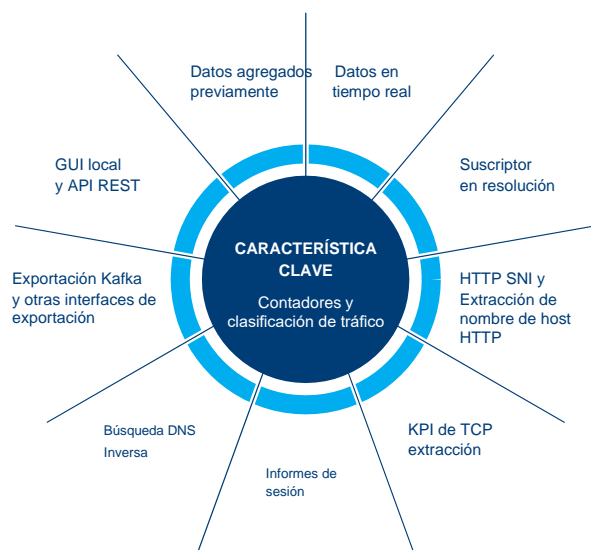 Datos agregados
previamente
Datos en
tiempo real
GUI local
y API REST
Suscriptor
en resolución
CARACTERÍSTICA
CLAVE
Contadores y
clasificación de tráfico
Exportación Kafka
y otras interfaces de
exportación
HTTP SNI y
Extracción de
nombre de host
HTTP
Búsqueda DNS
Inversa
KPI de TCP
extracción
Informes de
sesión